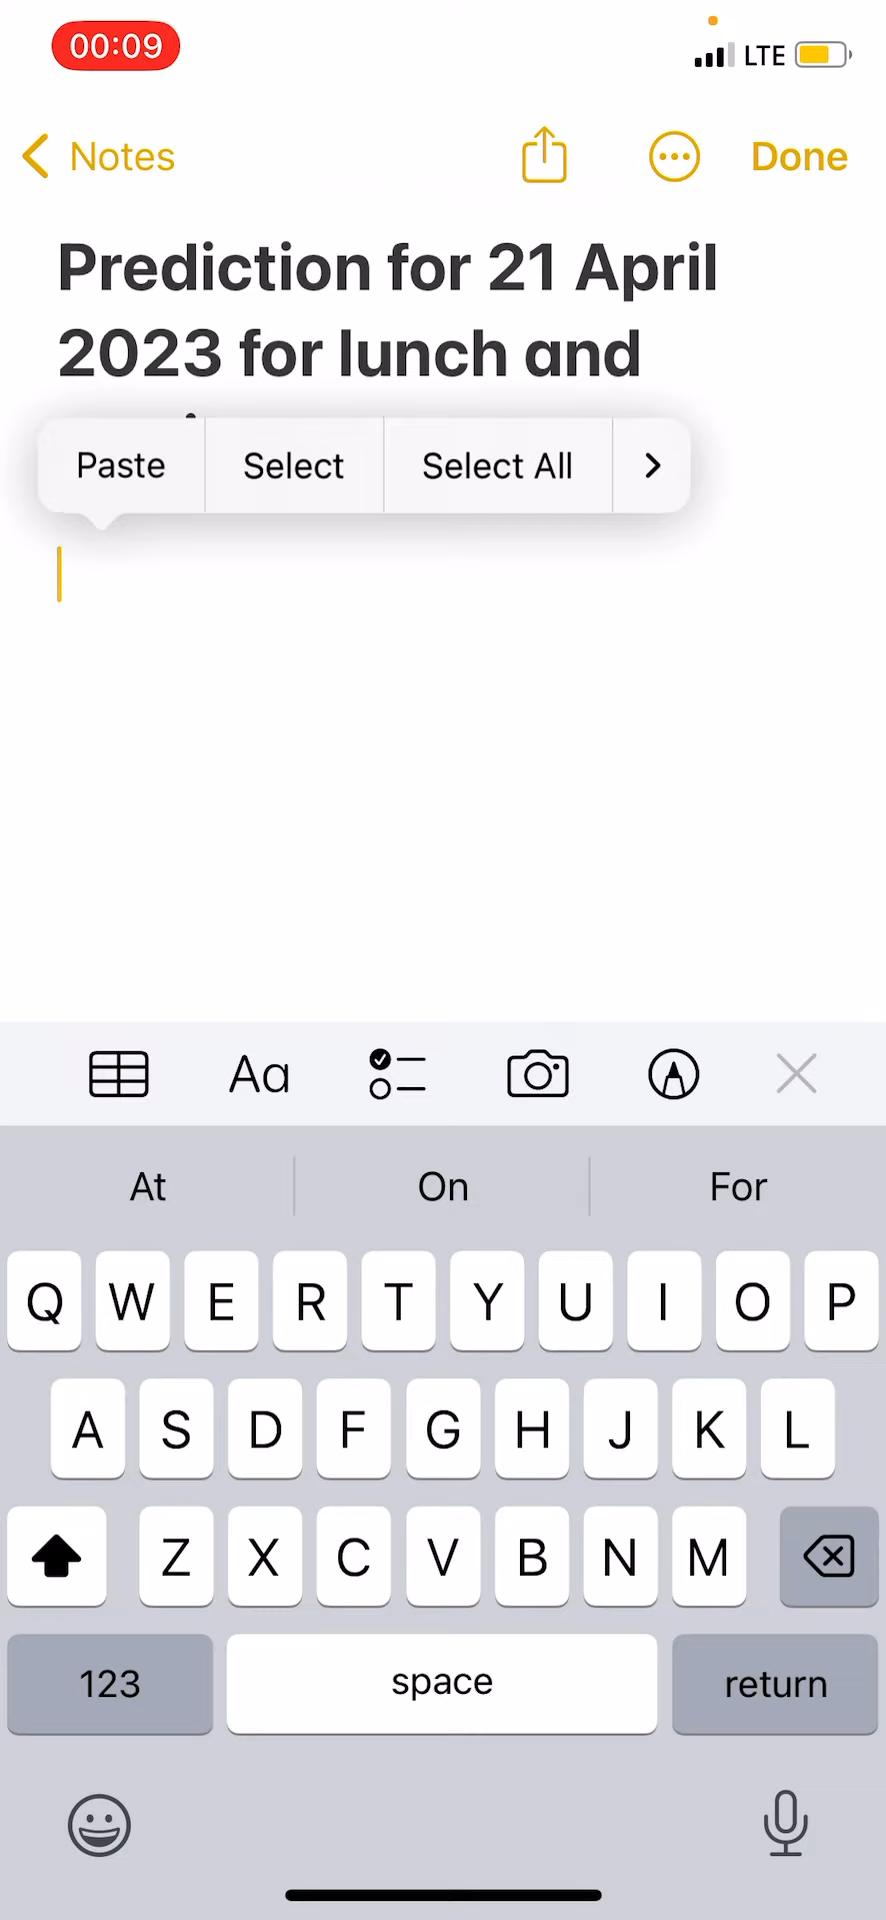 00:09
LTE
Notes
Done
Prediction for 21 April
2023 for lunch and
Paste
Select
Select All
Aa
At
On
For
Q W E R T Y U I O P
A S D F G H J K L
Z X C V B N M
123
space
return